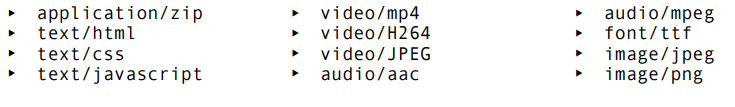 ▸ application/zip
▸ text/html
▸ text/css
▸ text/javascript
▸ video/mp4
▸ video/H264
▸ video/JPEG
▸ audio/aac
▸ audio/mpeg
▸ font/ttf
▸ image/jpeg
▸ image/png